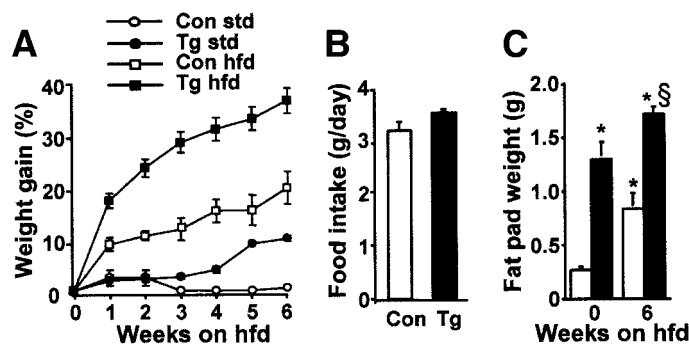 A
Con std
Tg std
Con hfd
Tg hfd
Weight gain (%)
40
30
20
10
0
0 1 2 3 4 5 6
Weeks on hfd
B
Food intake (g/day)
4
3
2
1
0
Con Tg
C
Fat pad weight (g)
2.0
1.5
1.0
0.5
0
* * * §
0 6
Weeks on hfd